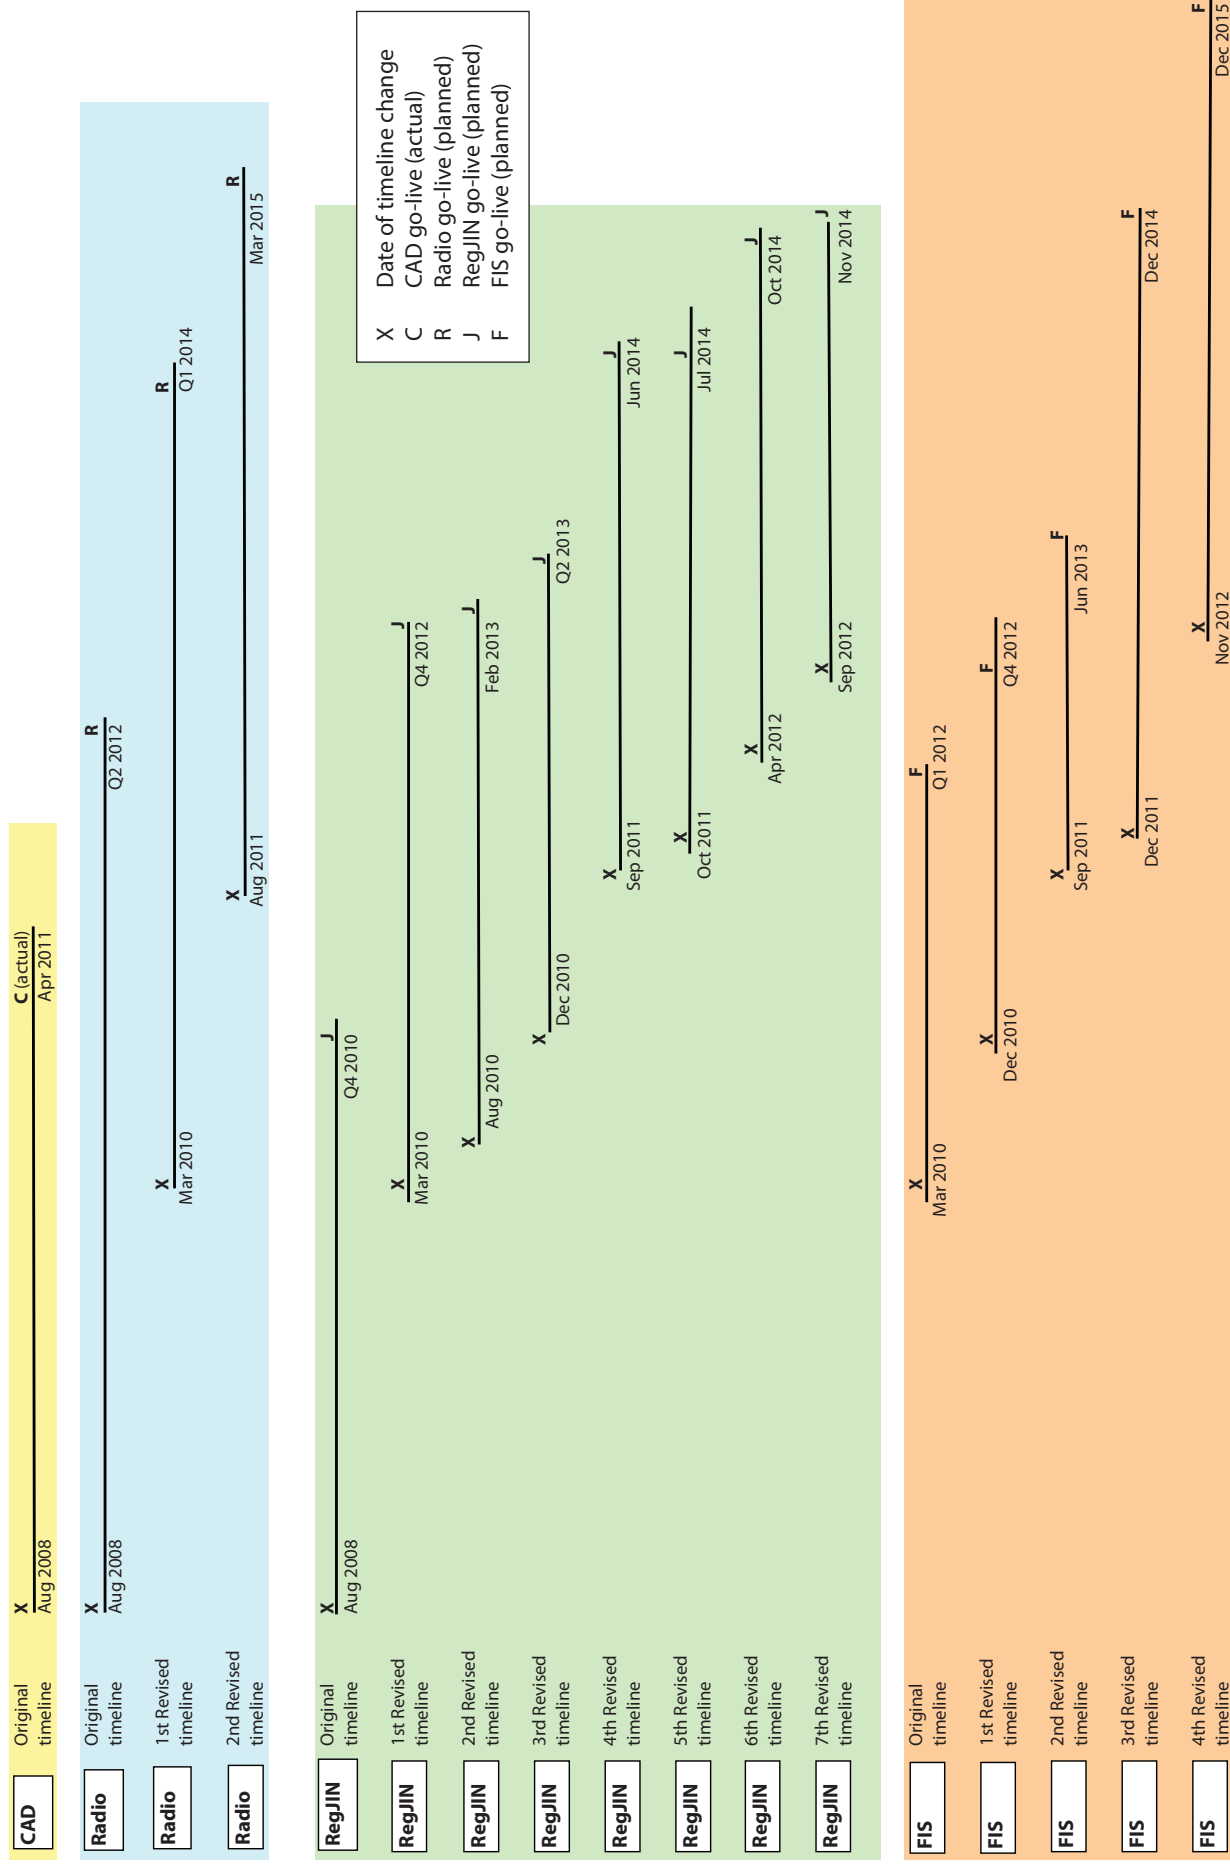 CAD
Original
timeline
X
Aug 2008
C (actual)
Apr 2011
Radio
Original
timeline
X
Aug 2008
R
Q2 2012
Radio
1st Revised
timeline
X
Mar 2010
R
Q1 2014
Radio
2nd Revised
timeline
X
Aug 2011
R
Mar 2015
X Date of timeline change
C CAD go-live (actual)
R Radio go-live (planned)
J RegJIN go-live (planned)
F FIS go-live (planned)
RegJIN
Original
timeline
X
Aug 2008
J
Q4 2010
RegJIN
1st Revised
timeline
X
Mar 2010
J
Q4 2012
RegJIN
2nd Revised
timeline
X
Aug 2010
J
Feb 2013
RegJIN
3rd Revised
timeline
X
Dec 2010
J
Q2 2013
RegJIN
4th Revised
timeline
X
Sep 2011
J
Jun 2014
RegJIN
5th Revised
timeline
X
Oct 2011
J
Jul 2014
RegJIN
6th Revised
timeline
X
Apr 2012
J
Oct 2014
RegJIN
7th Revised
timeline
X
Sep 2012
J
Nov 2014
FIS
Original
timeline
X
Mar 2010
F
Q1 2012
FIS
1st Revised
timeline
X
Dec 2010
F
Q4 2012
FIS
2nd Revised
timeline
X
Sep 2011
F
Jun 2013
FIS
3rd Revised
timeline
X
Dec 2011
F
Dec 2014
FIS
4th Revised
timeline
X
Nov 2012
F
Dec 2015